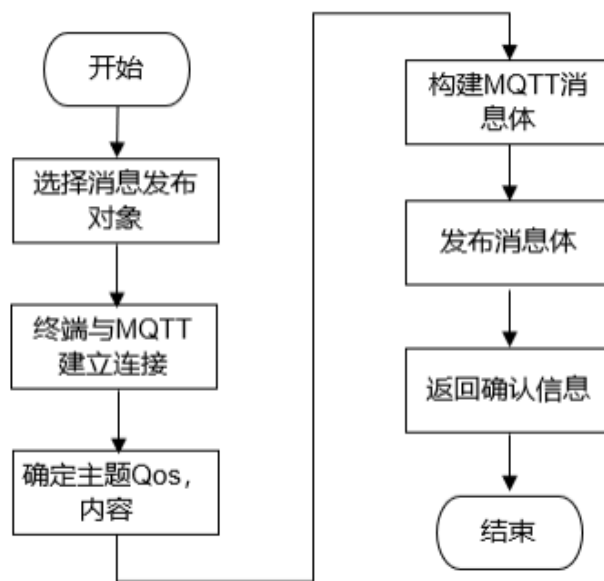 开始
选择消息发布
对象
终端与MQTT
建立连接
确定主题Qos，
内容
构建MQTT消
息体
发布消息体
返回确认信息
结束